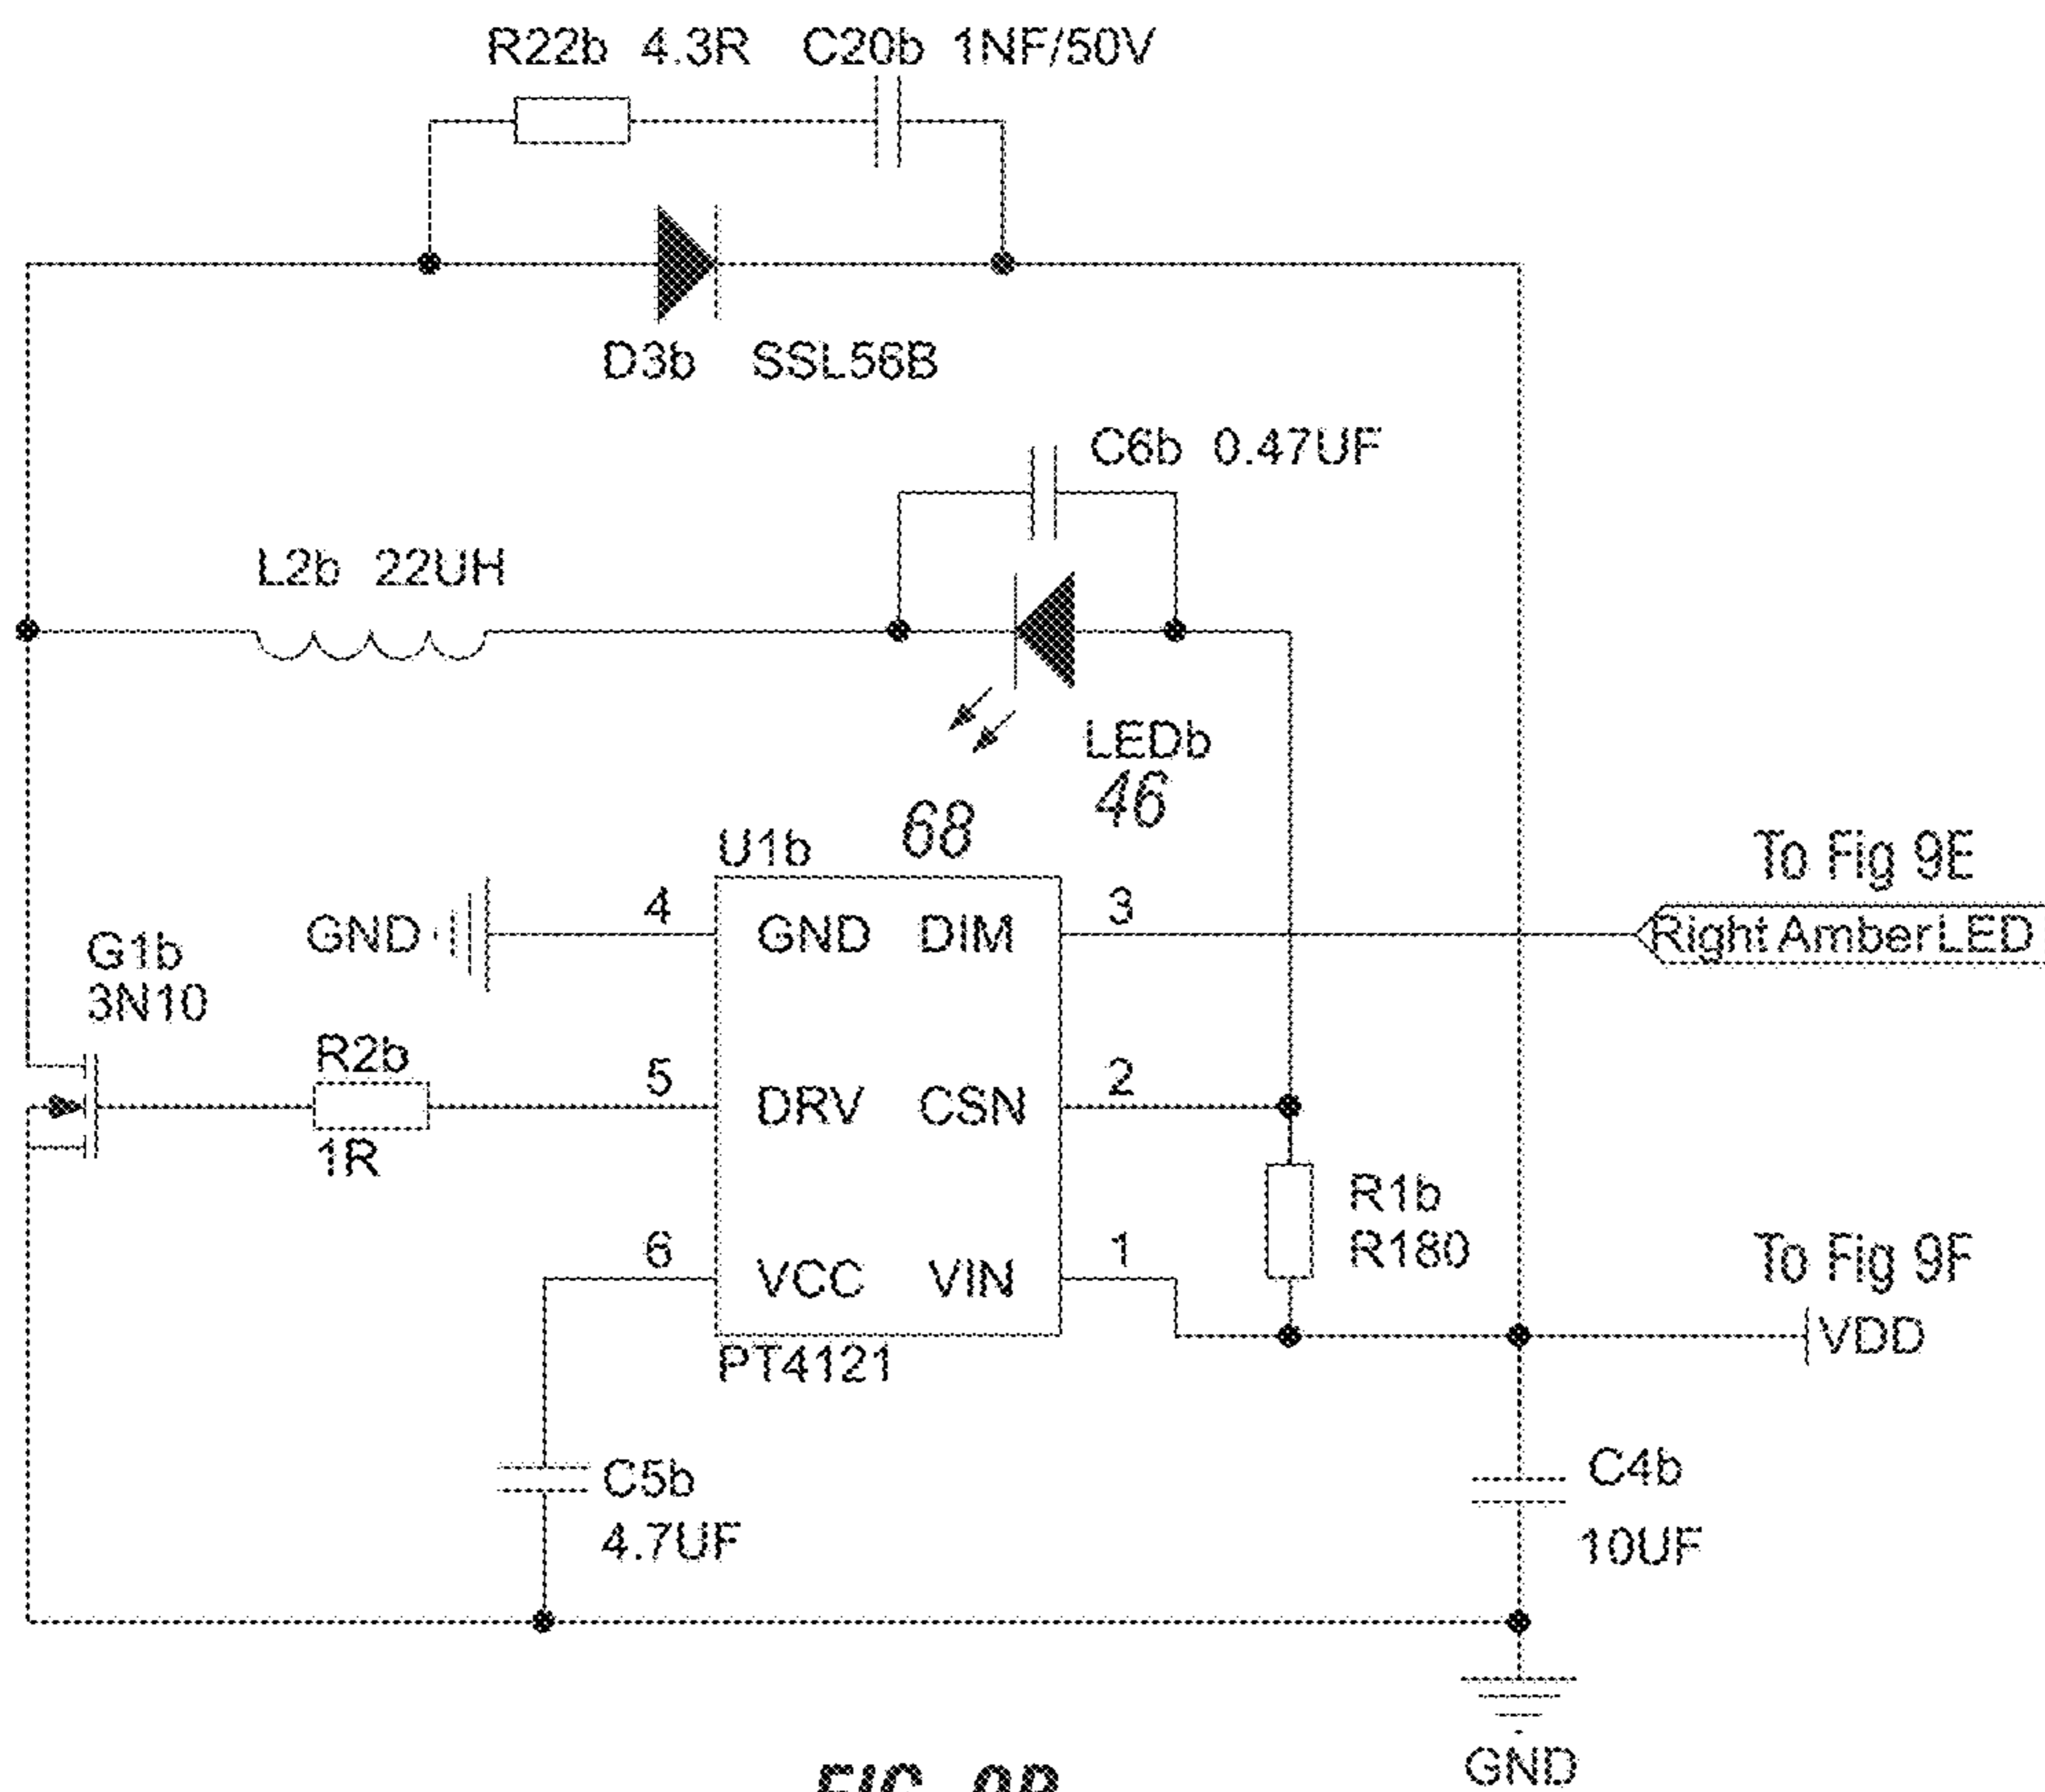 R22b 4.3R C20b 1NF/50V
D3b SSL56B
C6b 0.47UF
L2b 22UH
LEDb
46
68
U1b
To Fig 9E
4
GND
GND DIM
3
Right Amber LED
G1b
3N10
R2b
1R
5
DRV CSN
2
R1b
R180
6
VCC VIN
1
To Fig 9F
VDD
PT4121
C5b
4.7UF
C4b
10UF
GND